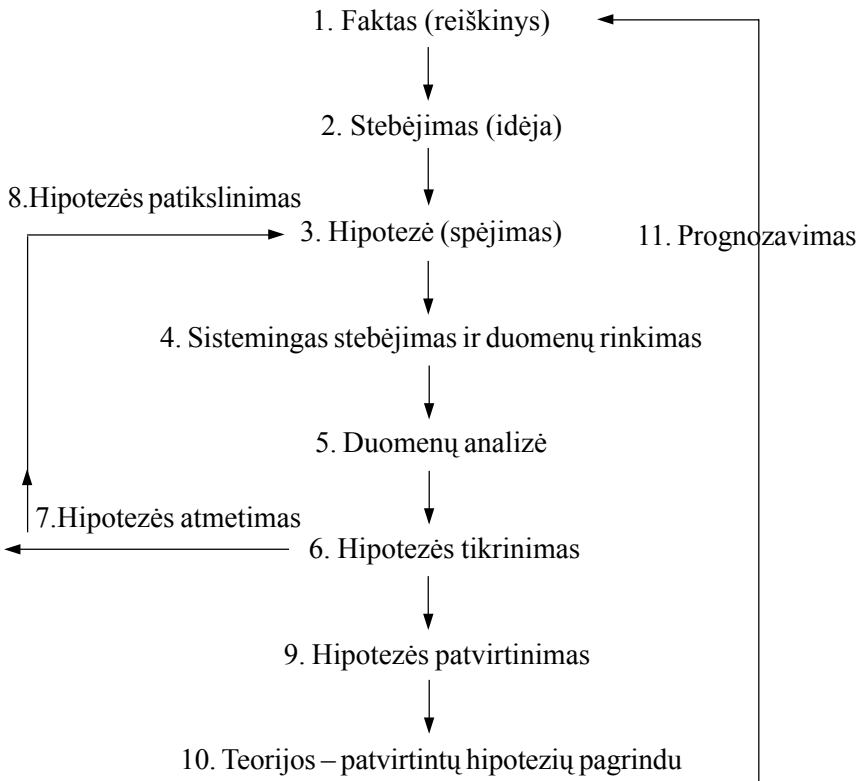 1. Faktas (reiškinys)
2. Stebėjimas (idėja)
8.Hipotezės patikslinimas
3. Hipotezė (spėjimas)
11. Prognozavimas
4. Sistemingas stebėjimas ir duomenų rinkimas
5. Duomenų analizė
7.Hipotezės atmetimas
6. Hipotezės tikrinimas
9. Hipotezės patvirtinimas
10. Teorijos – patvirtintų hipotezių pagrindu